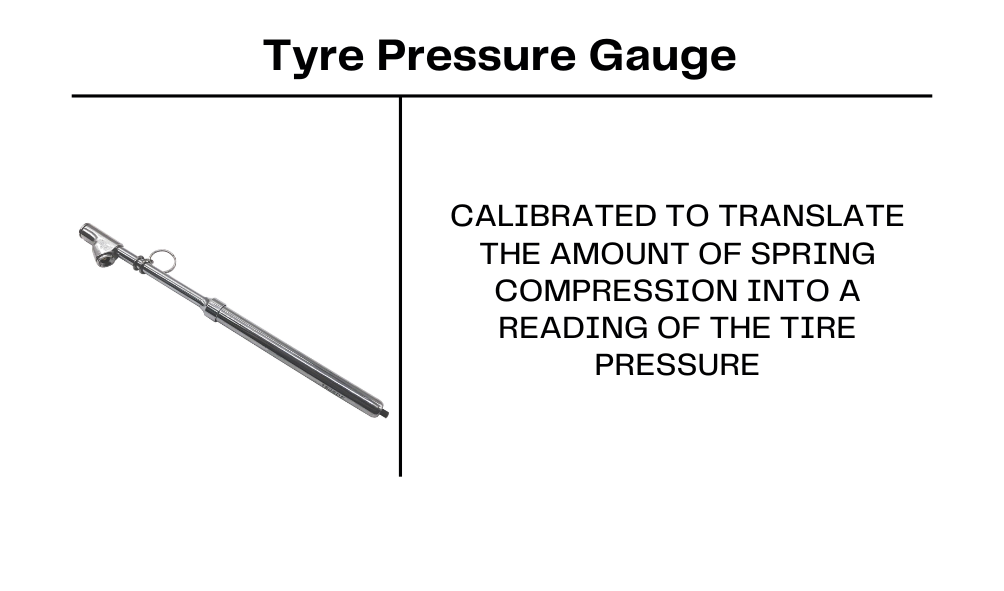 Tyre Pressure Gauge
CALIBRATED TO TRANSLATE
THE AMOUNT OF SPRING
COMPRESSION INTO A
READING OF THE TIRE
PRESSURE